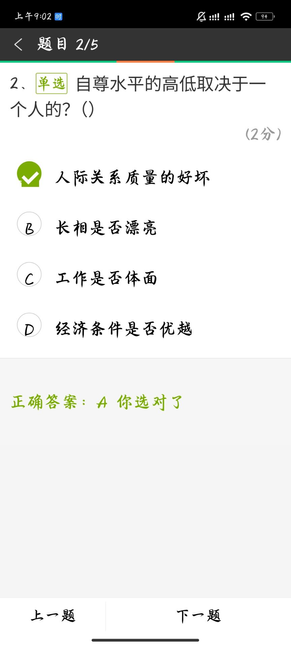 上午9:02
题目 2/5
2、单选 自尊水平的高低取决于一
个人的?()
(2分)
人际关系质量的好坏
B 长相是否漂亮
C 工作是否体面
D 经济条件是否优越
正确答案：A 你选对了
上一题 下一题